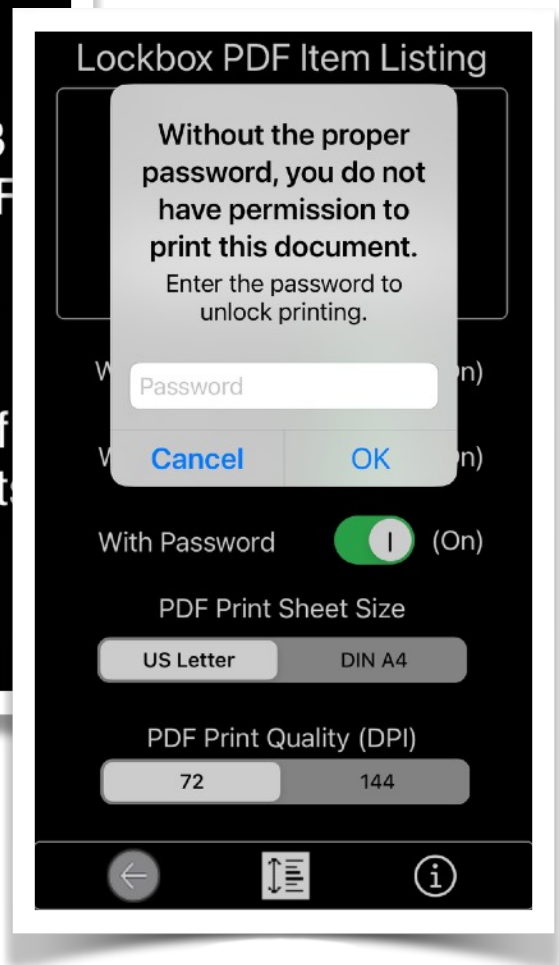 Lockbox PDF Item Listing
Without the proper
password, you do not
have permission to
print this document.
Enter the password to
unlock printing.
Password
Cancel
OK
(On)
With Password
(On)
PDF Print Sheet Size
US Letter
DIN A4
PDF Print Quality (DPI)
72
144